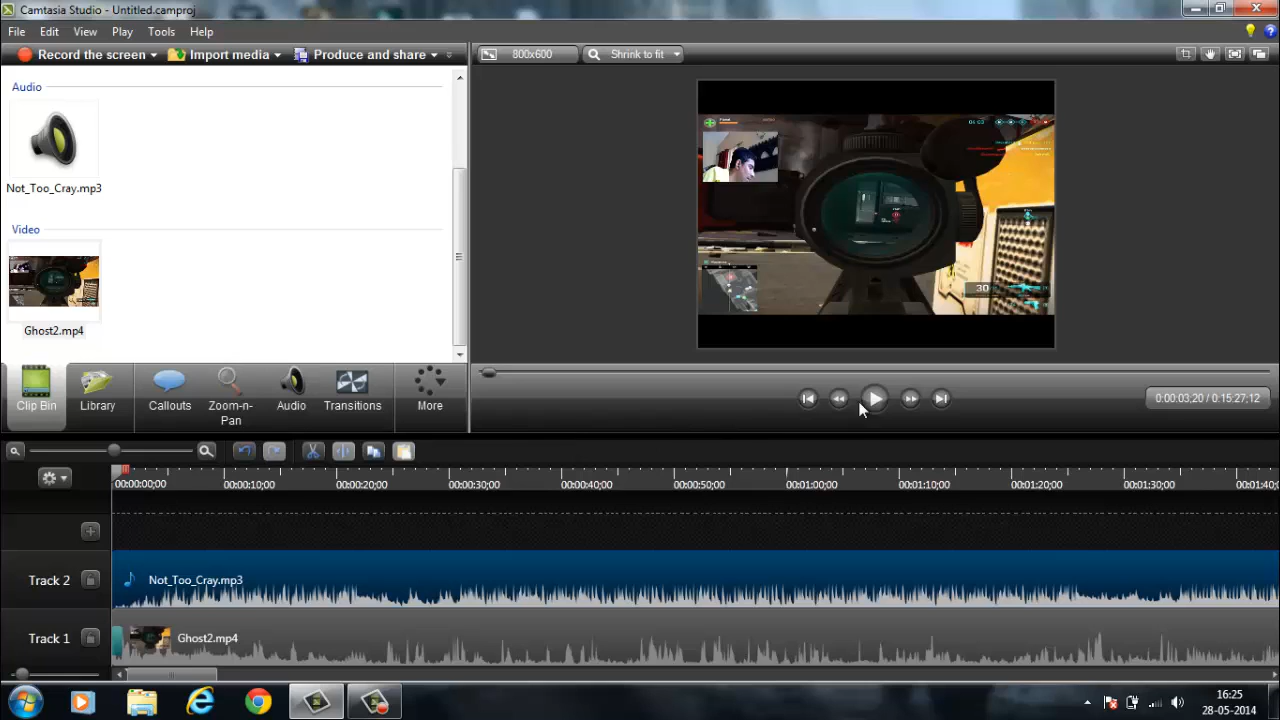 Camtasia Studio - Untitled.camproj
File Edit View Play Tools Help
Record the screen Import media Produce and share
800x600 Shrink to fit
Audio
Not_Too_Cray.mp3
Video
Ghost2.mp4
Clip Bin Library Callouts Zoom-n-Pan Audio Transitions More
30
0:00:03;20 / 0:15:27;12
00:00:00;00 00:00:10;00 00:00:20;00 00:00:30;00 00:00:40;00 00:00:50;00 00:01:00;00 00:01:10;00 00:01:20;00 00:01:30;00 00:01:40;
Track 2 Not_Too_Cray.mp3
Track 1 Ghost2.mp4
16:25
28-05-2014